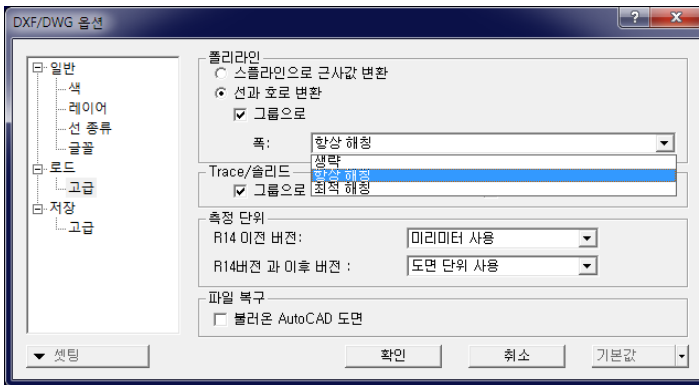 DXF/DWG 옵션
일반
색
레이어
선 종류
글꼴
로드
고급
저장
고급
폴리라인
스플라인으로 근사값 변환
선과 호로 변환
그룹으로
폭:
항상 해칭
생략
항상 해칭
최적 해칭
Trace/솔리드
그룹으로
측정 단위
R14 이전 버전:
미리미터 사용
R14버전 과 이후 버전 :
도면 단위 사용
파일 복구
불러온 AutoCAD 도면
셋팅
확인
취소
기본값